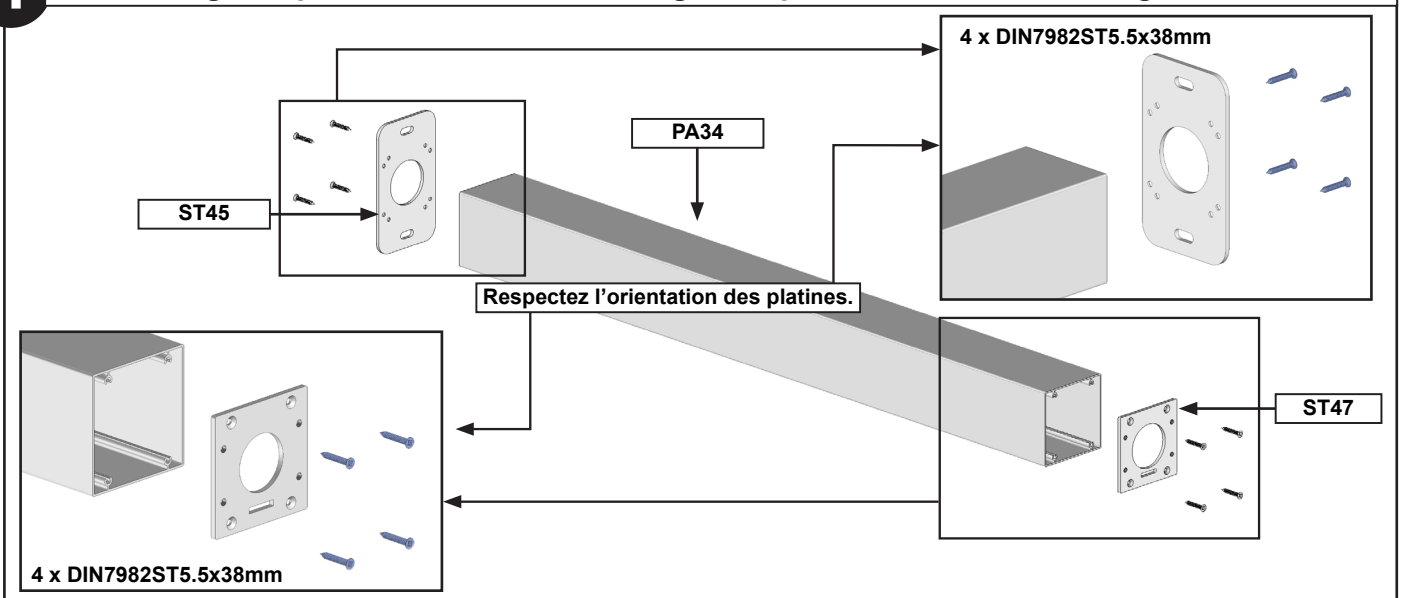 4 x DIN7982ST5.5x38mm
PA34
ST45
Respectez l’orientation des platines.
ST47
4 x DIN7982ST5.5x38mm